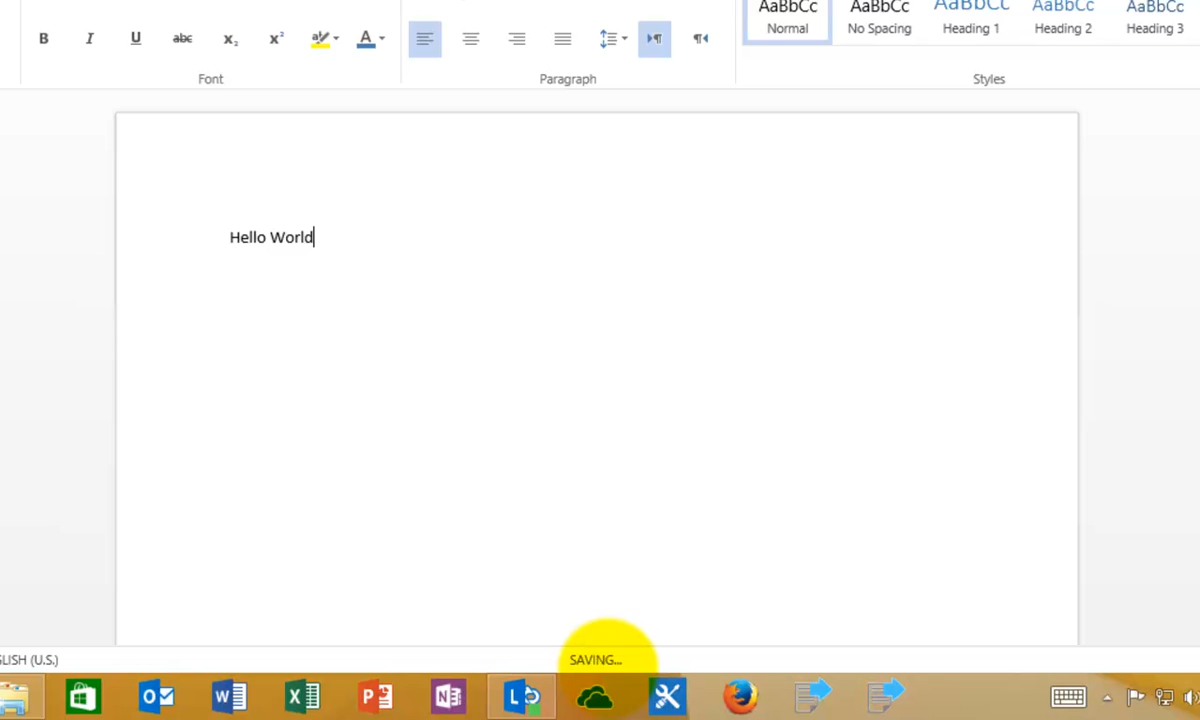 B I U abc x₂ x² ab A
Font
Paragraph
AaBbCc AaBbCc AaBbCc AaBbCc AaBbCc
Normal No Spacing Heading 1 Heading 2 Heading 3
Styles
Hello World
GLISH (U.S.)
SAVING...